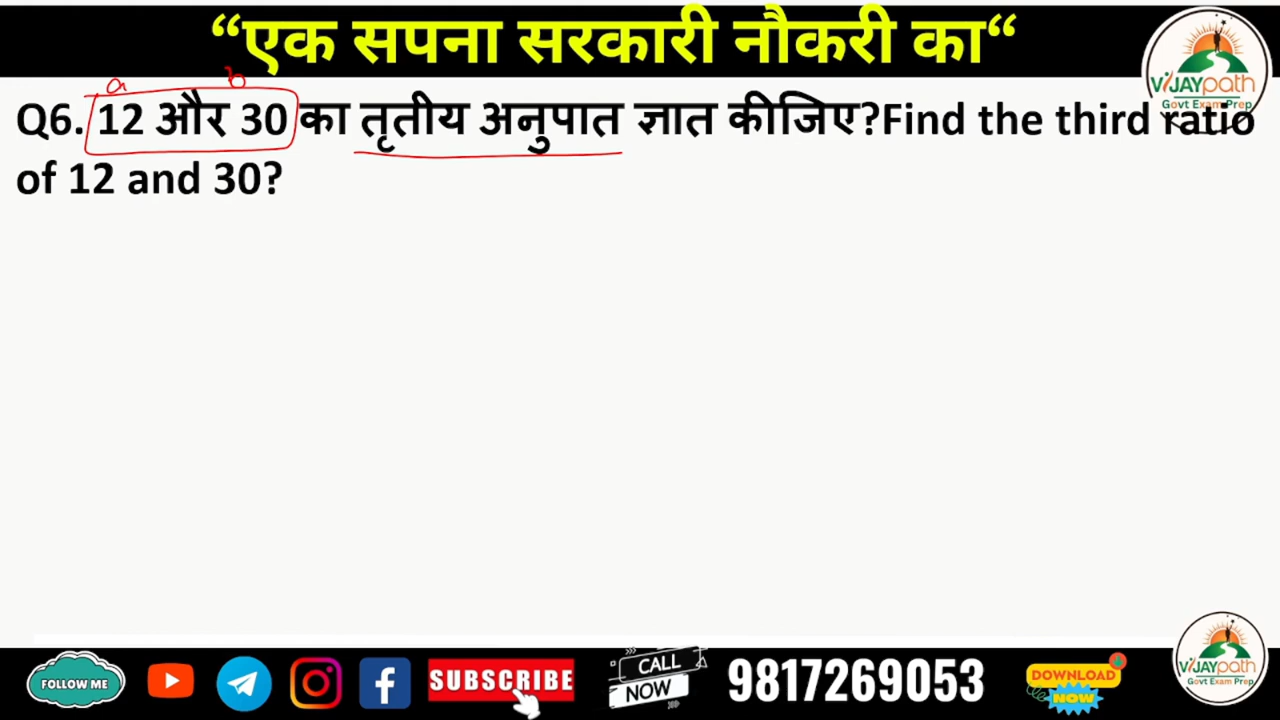 “एक सपना सरकारी नौकरी का“
VIJAYpath
Govt Exam Prep
a b
Q6. 12 और 30 का तृतीय अनुपात ज्ञात कीजिए?Find the third ratio
of 12 and 30?
FOLLOW ME
SUBSCRIBE
CALL
NOW
9817269053
DOWNLOAD
NOW
VIJAYpath
Govt Exam Prep